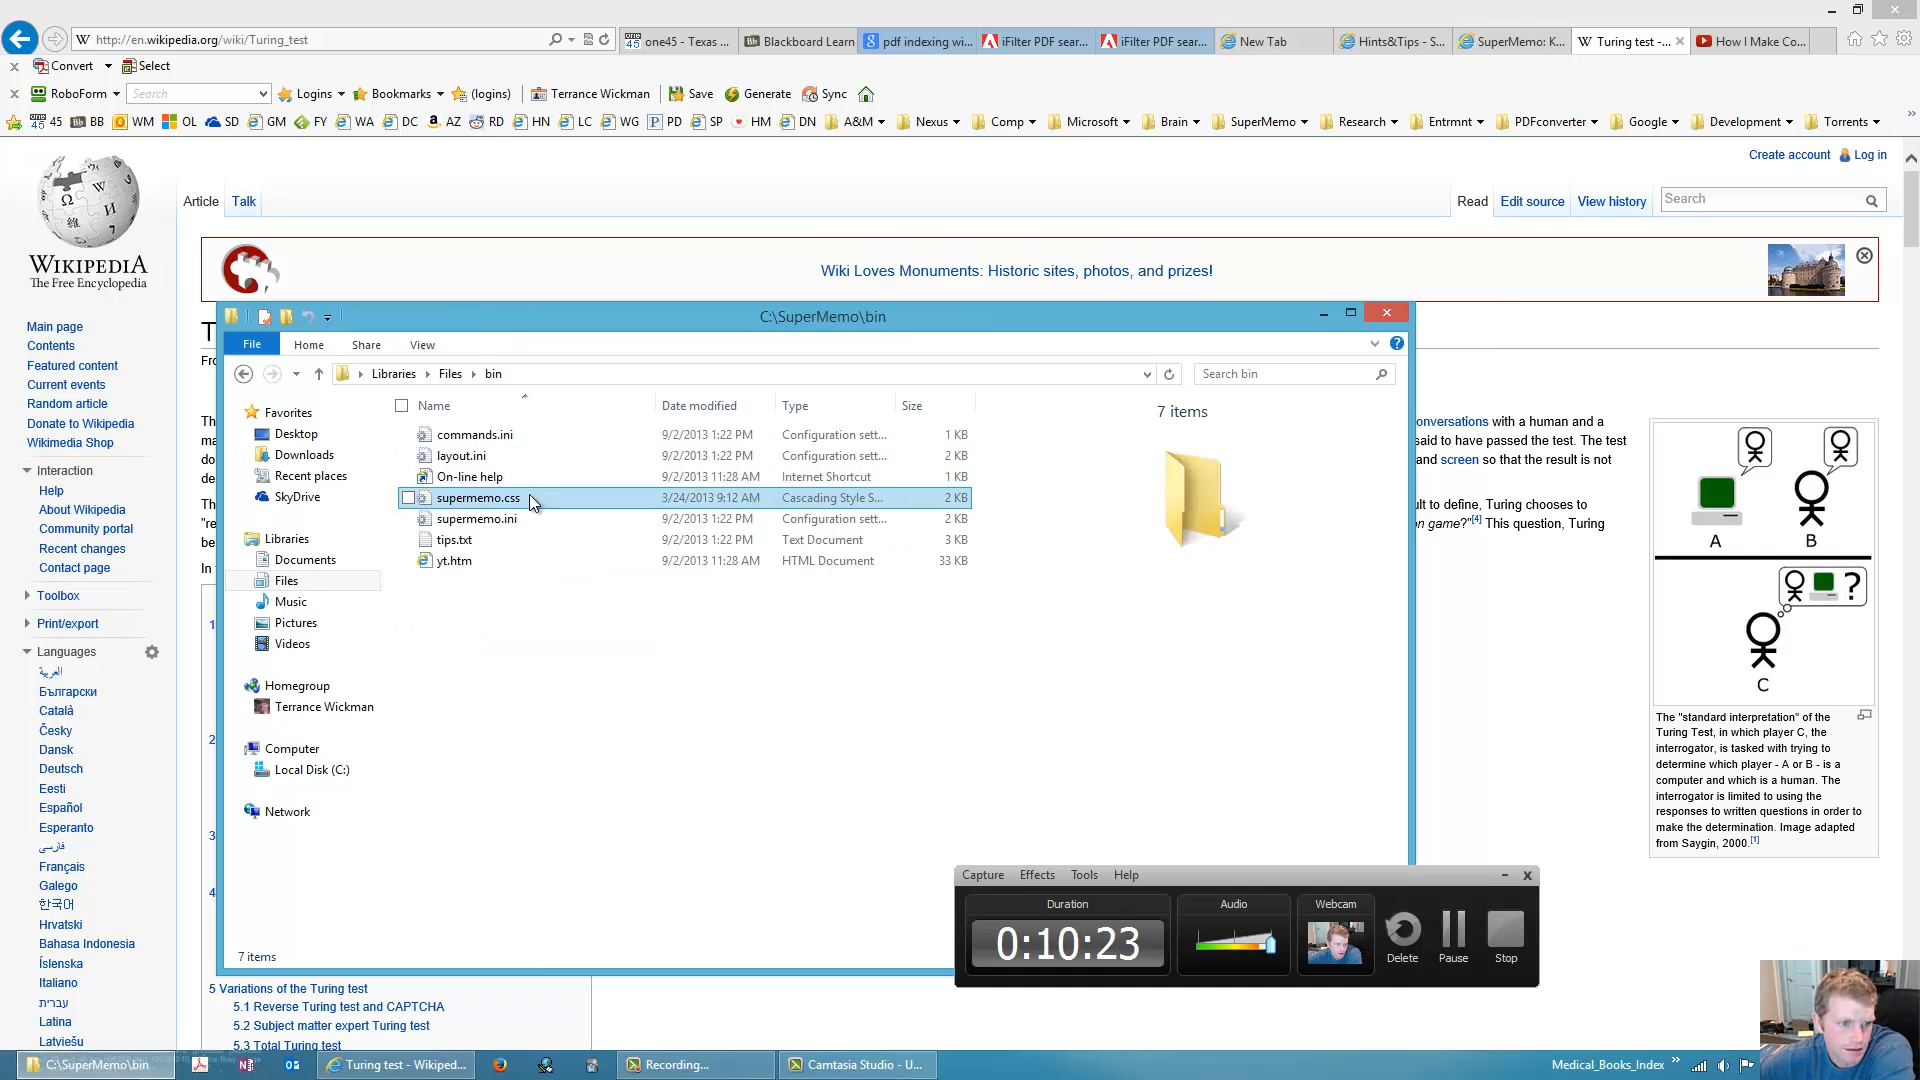 http://en.wikipedia.org/wiki/Turing_test
one45 - Texas ...
Blackboard Learn
pdf indexing wi...
iFilter PDF sear...
iFilter PDF sear...
New Tab
Hints&Tips - S...
SuperMemo: K...
Turing test -...
How I Make Co...
Convert
Select
RoboForm
Search
Logins
Bookmarks
(logins)
Terrance Wickman
Save
Generate
Sync
45 BB WM OL SD GM FY WA DC AZ RD HN LC WG PD SP HM DN A&M Nexus Comp Microsoft Brain SuperMemo Research Entrmnt PDFconverter Google Development Torrents
Create account Log in
Article Talk
Read Edit source View history Search
WIKIPEDIA
The Free Encyclopedia
Main page
Contents
Featured content
Current events
Random article
Donate to Wikipedia
Wikimedia Shop
Interaction
Help
About Wikipedia
Community portal
Recent changes
Contact page
Toolbox
Print/export
Languages
العربية
Български
Català
Česky
Dansk
Deutsch
Eesti
Español
Esperanto
فارسی
Français
Galego
한국어
Hrvatski
Bahasa Indonesia
Íslenska
Italiano
עברית
Latina
Latviešu
Wiki Loves Monuments: Historic sites, photos, and prizes!
C:\SuperMemo\bin
File Home Share View
Libraries Files bin
Search bin
Favorites
Desktop
Downloads
Recent places
SkyDrive
Libraries
Documents
Files
Music
Pictures
Videos
Homegroup
Terrance Wickman
Computer
Local Disk (C:)
Network
Name Date modified Type Size
commands.ini 9/2/2013 1:22 PM Configuration sett... 1 KB
layout.ini 9/2/2013 1:22 PM Configuration sett... 2 KB
On-line help 9/2/2013 11:28 AM Internet Shortcut 1 KB
supermemo.css 3/24/2013 9:12 AM Cascading Style S... 2 KB
supermemo.ini 9/2/2013 1:22 PM Configuration sett... 2 KB
tips.txt 9/2/2013 1:22 PM Text Document 3 KB
yt.htm 9/2/2013 11:28 AM HTML Document 33 KB
7 items
7 items
onversations with a human and a
said to have passed the test. The test
and screen so that the result is not
ult to define, Turing chooses to
on game?"[4] This question, Turing
A B
?
C
The "standard interpretation" of the
Turing Test, in which player C, the
interrogator, is tasked with trying to
determine which player - A or B - is a
computer and which is a human. The
interrogator is limited to using the
responses to written questions in order to
make the determination. Image adapted
from Saygin, 2000.[1]
T
Fro
Th
ma
do
de
Th
"re
be
In
1
2
3
4
5 Variations of the Turing test
5.1 Reverse Turing test and CAPTCHA
5.2 Subject matter expert Turing test
5.3 Total Turing test
Capture Effects Tools Help
Duration
0:10:23
Audio
Webcam
Delete
Pause
Stop
C:\SuperMemo\bin
Turing test - Wikiped...
Recording...
Camtasia Studio - U...
Medical_Books_Index